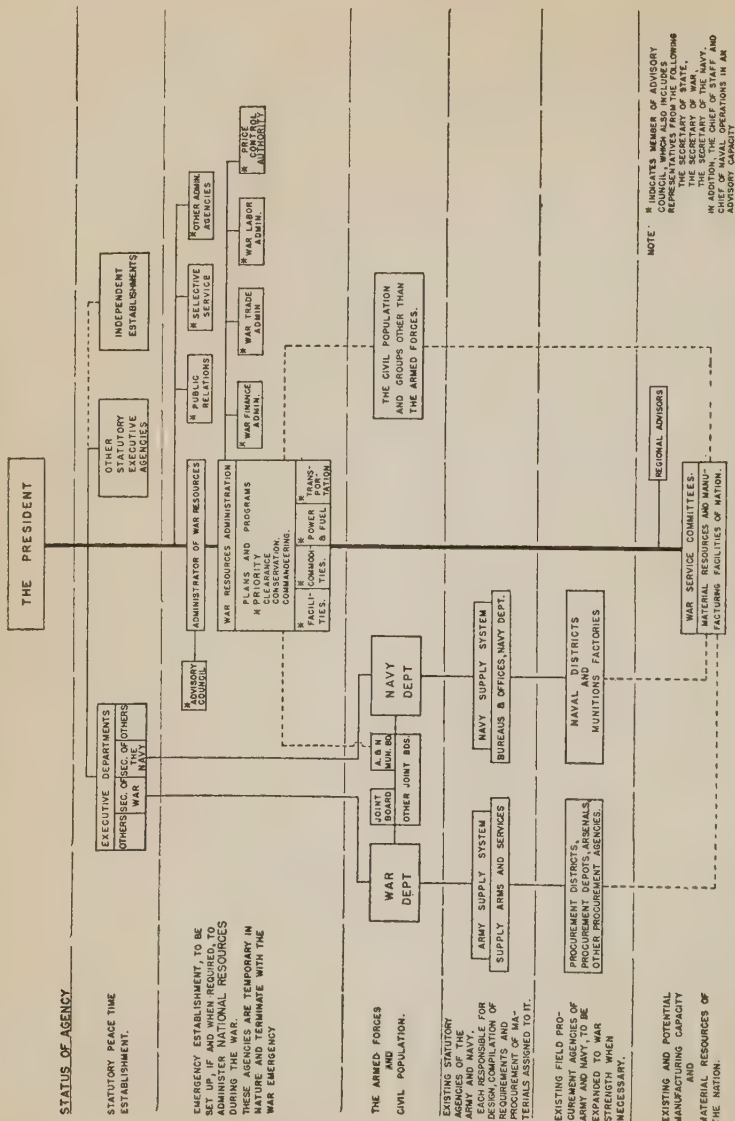 THE PRESIDENT
STATUS OF AGENCY
STATUTORY PEACE TIME
ESTABLISHMENT.
EXECUTIVE DEPARTMENTS
OTHERS
SEC. OF
WAR
SEC. OF
THE
NAVY
OTHERS
OTHER
STATUTORY
EXECUTIVE
AGENCIES
INDEPENDENT
ESTABLISHMENTS
EMERGENCY ESTABLISHMENT, TO BE
SET UP, IF AND WHEN REQUIRED, TO
ADMINISTER NATIONAL RESOURCES
DURING THE WAR.
THESE AGENCIES ARE TEMPORARY IN
NATURE AND TERMINATE WITH THE
WAR EMERGENCY
* ADVISORY
COUNCIL
ADMINISTRATOR OF WAR RESOURCES
* PUBLIC
RELATIONS
* SELECTIVE
SERVICE
* OTHER ADMIN.
AGENCIES
WAR RESOURCES ADMINISTRATION
PLANS AND PROGRAMS
* PRIORITY
CLEARANCE
CONSERVATION.
COMMANDEERING.
* FACILI-
TIES.
* COMMODI-
TIES.
* POWER
& FUEL
* TRANS-
POR-
TATION
* WAR FINANCE
ADMIN.
* WAR TRADE
ADMIN
* WAR LABOR
ADMIN.
* PRICE
CONTROL
AUTHORITY
THE ARMED FORCES
AND
CIVIL POPULATION.
WAR
DEPT
JOINT
BOARD
A. & N
MUN. BD.
OTHER JOINT BDS.
NAVY
DEPT
THE CIVIL POPULATION
AND GROUPS OTHER THAN
THE ARMED FORCES.
EXISTING STATUTORY
AGENCIES OF THE
ARMY AND NAVY.
EACH RESPONSIBLE FOR
DESIGN, COMPILATION OF
REQUIREMENTS AND
PROCUREMENT OF MA-
TERIALS ASSIGNED TO IT.
ARMY SUPPLY SYSTEM
SUPPLY ARMS AND SERVICES
NAVY SUPPLY SYSTEM
BUREAUS & OFFICES, NAVY DEPT.
EXISTING FIELD PRO-
CUREMENT AGENCIES OF
ARMY AND NAVY, TO BE
EXPANDED TO WAR
STRENGTH WHEN
NECESSARY.
PROCUREMENT DISTRICTS,
PROCUREMENT DEPOTS, ARSENALS,
OTHER PROCUREMENT AGENCIES.
NAVAL DISTRICTS
AND
MUNITIONS FACTORIES
REGIONAL ADVISORS
EXISTING AND POTENTIAL
MANUFACTURING CAPACITY
AND
MATERIAL RESOURCES OF
THE NATION.
WAR SERVICE COMMITTEES.
MATERIAL RESOURCES AND MANU-
FACTURING FACILITIES OF NATION.
NOTE: * INDICATES MEMBER OF ADVISORY
COUNCIL, WHICH ALSO INCLUDES
REPRESENTATIVES FROM THE FOLLOWING
THE SECRETARY OF STATE,
THE SECRETARY OF WAR,
THE SECRETARY OF THE NAVY.
IN ADDITION, THE CHIEF OF STAFF AND
CHIEF OF NAVAL OPERATIONS IN AN
ADVISORY CAPACITY